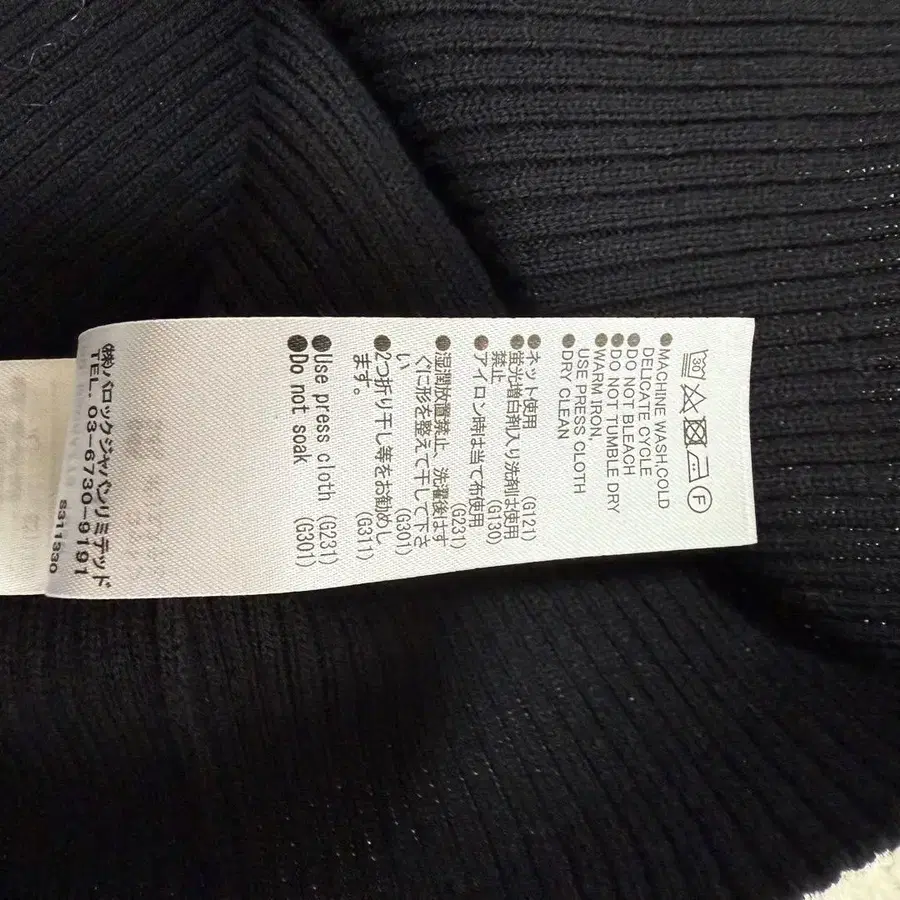 30
F
●MACHINE WASH,COLD
DELICATE CYCLE
●DO NOT BLEACH
●DO NOT TUMBLE DRY
●WARM IRON,
USE PRESS CLOTH
●DRY CLEAN
●ネット使用 (G121)
●蛍光増白剤入り洗剤は使用
禁止 (G130)
●アイロン時は当て布使用
(G231)
●湿潤放置禁止、洗濯後はす
ぐに形を整えて干して下さ
い (G301)
●2つ折り干し等をお勧めし
ます。 (G311)
●Use press cloth (G231)
●Do not soak (G301)
㈱バロックジャパンリミテッド
TEL. 03-6730-9191
S311330